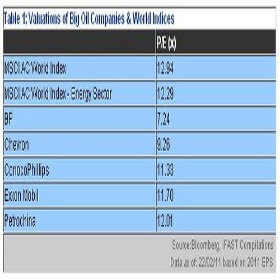 Table 1: Valuations of Big Oil Companies & World Indices
P/E (x)
MSCI AC World Index 12.94
MSCI AC World Index - Energy Sector 12.29
BP 7.24
Chevron 9.26
ConocoPhillips 11.33
Exxon Mobil 11.70
Petrochina 12.01
Source: Bloomberg, iFAST Compilations
Data as of: 22/02/11 based on 2011 EPS